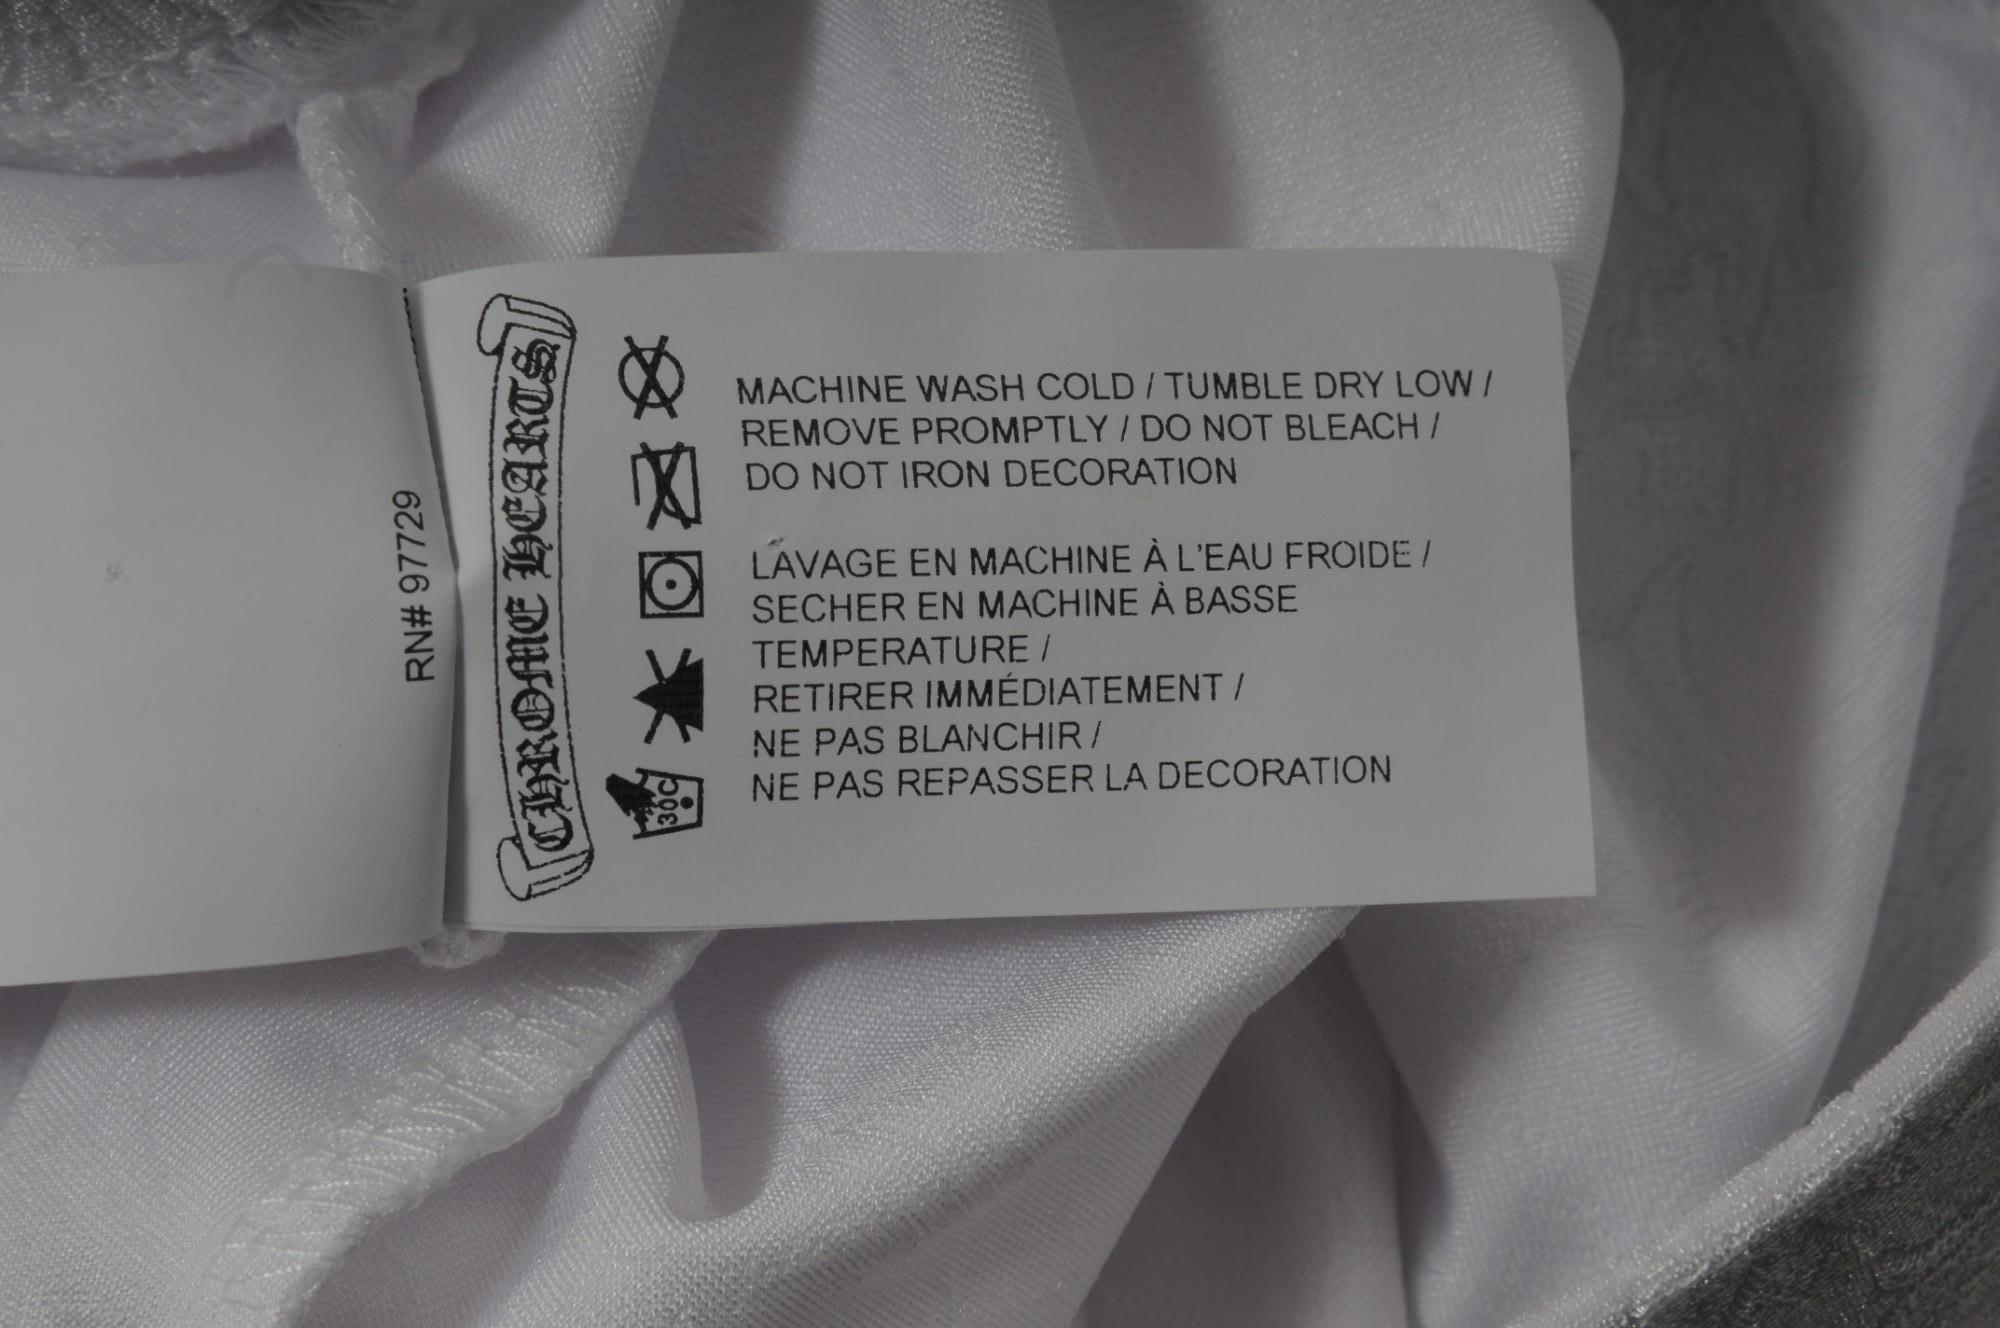 RN# 97729
CHROME HEARTS
30C
MACHINE WASH COLD / TUMBLE DRY LOW /
REMOVE PROMPTLY / DO NOT BLEACH /
DO NOT IRON DECORATION
LAVAGE EN MACHINE À L'EAU FROIDE /
SECHER EN MACHINE À BASSE
TEMPERATURE /
RETIRER IMMÉDIATEMENT /
NE PAS BLANCHIR /
NE PAS REPASSER LA DECORATION